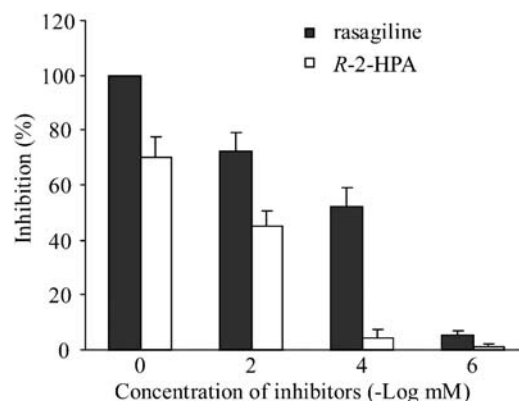 120
rasagiline
R-2-HPA
100
80
60
40
20
0
Inhibition (%)
0 2 4 6
Concentration of inhibitors (-Log mM)